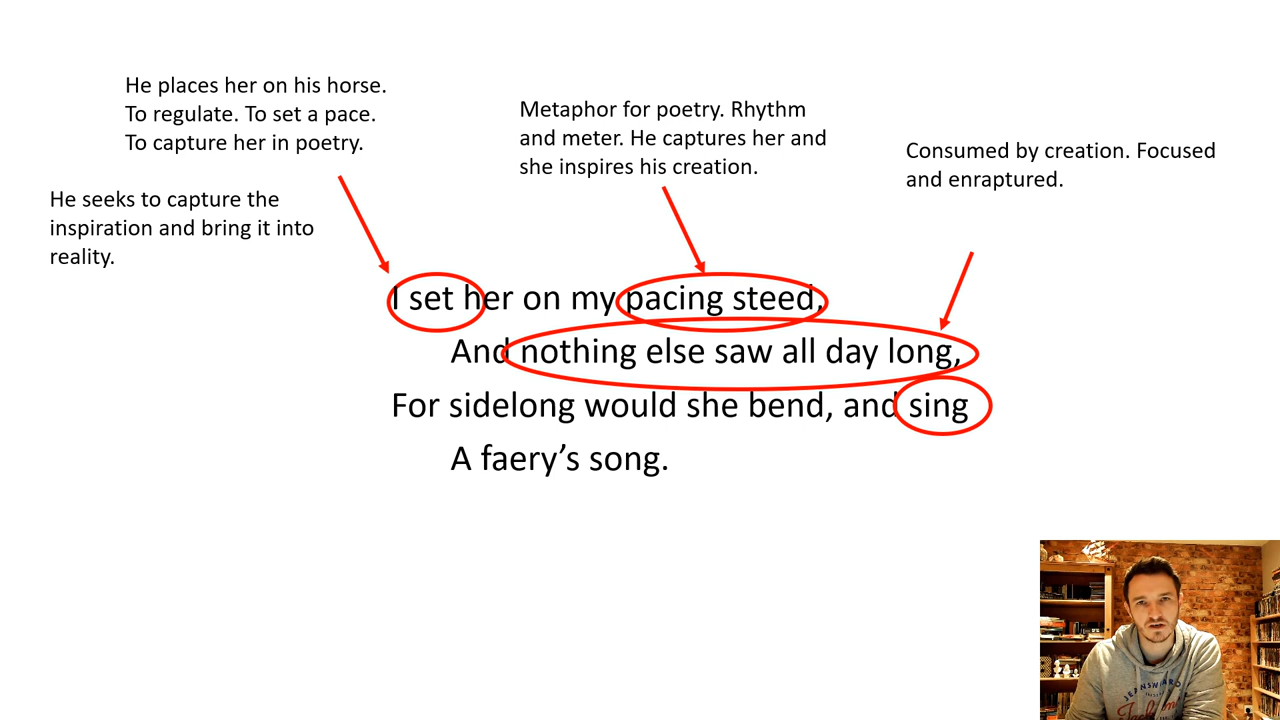 He places her on his horse.
To regulate. To set a pace.
To capture her in poetry.
He seeks to capture the
inspiration and bring it into
reality.
Metaphor for poetry. Rhythm
and meter. He captures her and
she inspires his creation.
Consumed by creation. Focused
and enraptured.
I set her on my pacing steed,
And nothing else saw all day long,
For sidelong would she bend, and sing
A faery’s song.